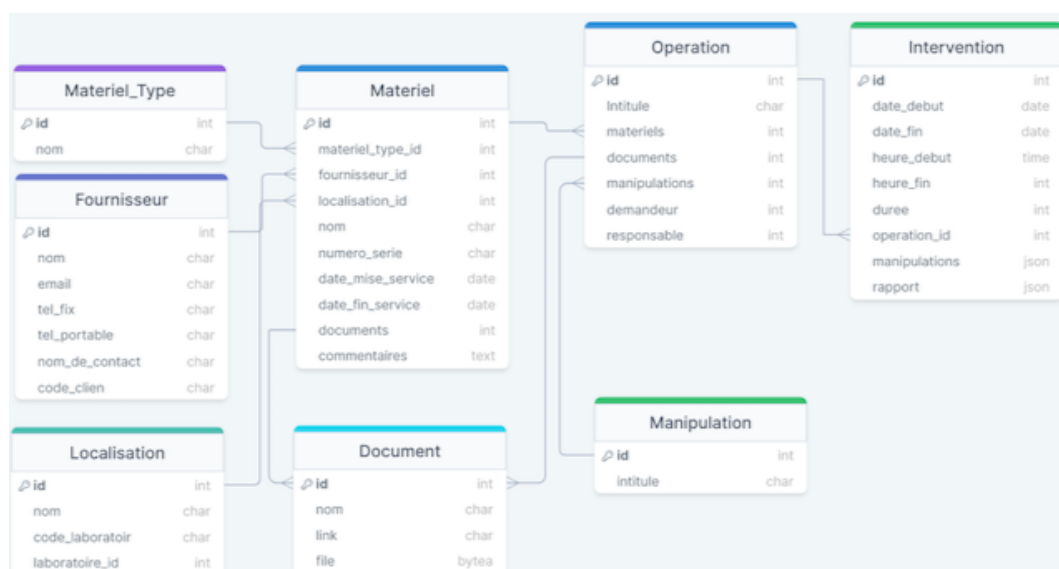 Materiel_Type
id int
nom char
Fournisseur
id int
nom char
email char
tel_fix char
tel_portable char
nom_de_contact char
code_clien char
Localisation
id int
nom char
code_laboratoir char
laboratoire_id int
Materiel
id int
materiel_type_id int
fournisseur_id int
localisation_id int
nom char
numero_serie char
date_mise_service date
date_fin_service date
documents int
commentaires text
Document
id int
nom char
link char
file bytea
Operation
id int
Intitule char
materiels int
documents int
manipulations int
demandeur int
responsable int
Manipulation
id int
intitule char
Intervention
id int
date_debut date
date_fin date
heure_debut time
heure_fin int
duree int
operation_id int
manipulations json
rapport json